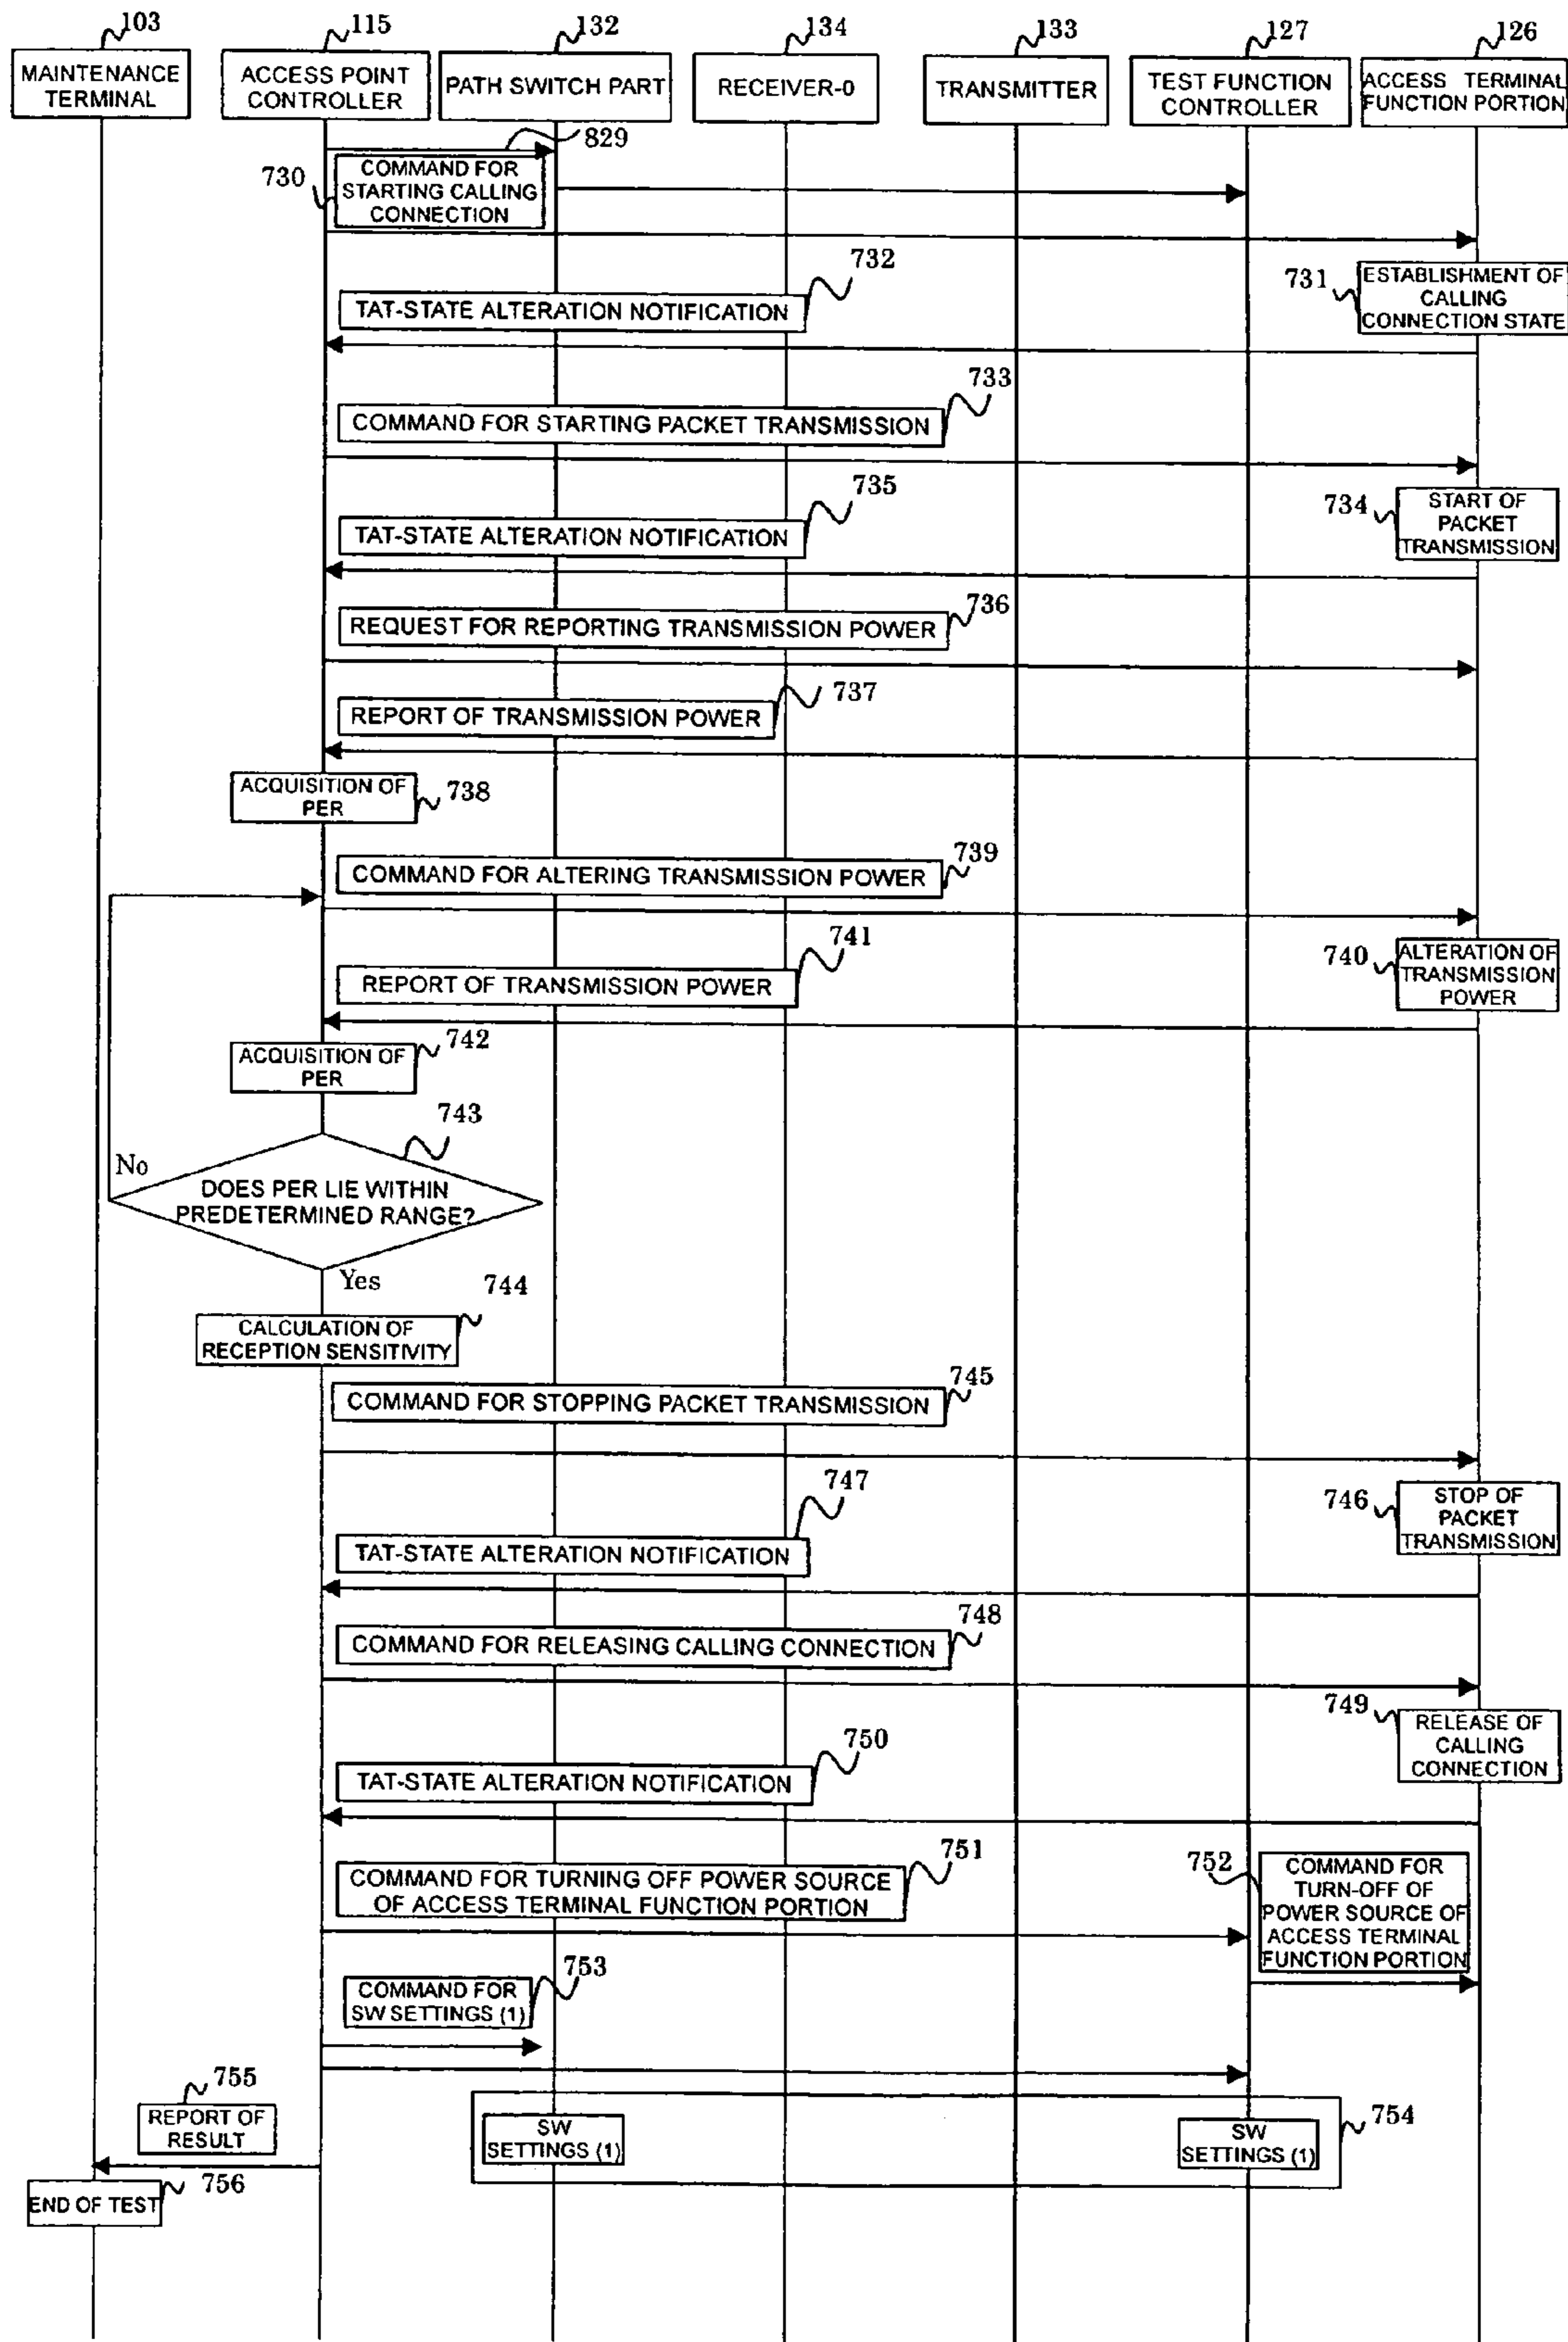 103
115
132
134
133
127
126
MAINTENANCE
TERMINAL
ACCESS POINT
CONTROLLER
PATH SWITCH PART
RECEIVER-0
TRANSMITTER
TEST FUNCTION
CONTROLLER
ACCESS TERMINAL
FUNCTION PORTION
829
730
COMMAND FOR
STARTING CALLING
CONNECTION
731
ESTABLISHMENT OF
CALLING
CONNECTION STATE
732
TAT-STATE ALTERATION NOTIFICATION
733
COMMAND FOR STARTING PACKET TRANSMISSION
734
START OF
PACKET
TRANSMISSION
735
TAT-STATE ALTERATION NOTIFICATION
736
REQUEST FOR REPORTING TRANSMISSION POWER
737
REPORT OF TRANSMISSION POWER
ACQUISITION OF
PER
738
739
COMMAND FOR ALTERING TRANSMISSION POWER
740
ALTERATION OF
TRANSMISSION
POWER
741
REPORT OF TRANSMISSION POWER
742
ACQUISITION OF
PER
743
No
DOES PER LIE WITHIN
PREDETERMINED RANGE?
Yes
744
CALCULATION OF
RECEPTION SENSITIVITY
745
COMMAND FOR STOPPING PACKET TRANSMISSION
746
STOP OF
PACKET
TRANSMISSION
747
TAT-STATE ALTERATION NOTIFICATION
748
COMMAND FOR RELEASING CALLING CONNECTION
749
RELEASE OF
CALLING
CONNECTION
750
TAT-STATE ALTERATION NOTIFICATION
751
COMMAND FOR TURNING OFF POWER SOURCE
OF ACCESS TERMINAL FUNCTION PORTION
752
COMMAND FOR
TURN-OFF OF
POWER SOURCE OF
ACCESS TERMINAL
FUNCTION PORTION
753
COMMAND FOR
SW SETTINGS (1)
754
SW
SETTINGS (1)
SW
SETTINGS (1)
755
REPORT OF
RESULT
756
END OF TEST